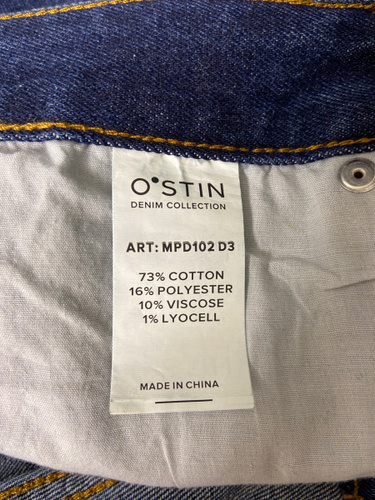 O'STIN
DENIM COLLECTION
ART: MPD102 D3
73% COTTON
16% POLYESTER
10% VISCOSE
1% LYOCELL
MADE IN CHINA